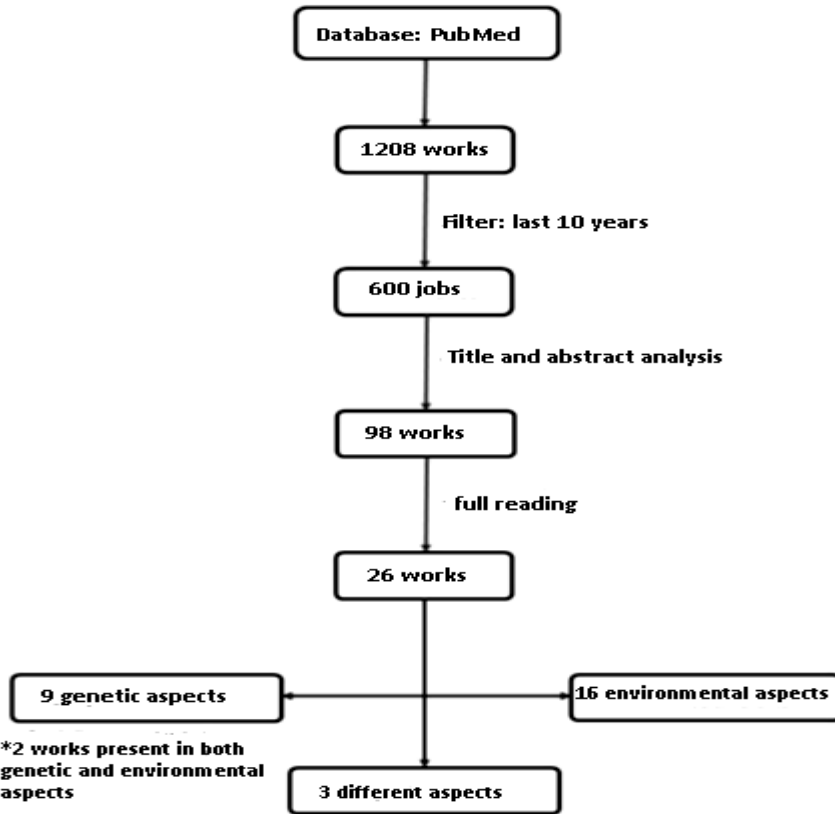 Database: PubMed
1208 works
Filter: last 10 years
600 jobs
Title and abstract analysis
98 works
full reading
26 works
9 genetic aspects
16 environmental aspects
*2 works present in both
genetic and environmental
aspects
3 different aspects